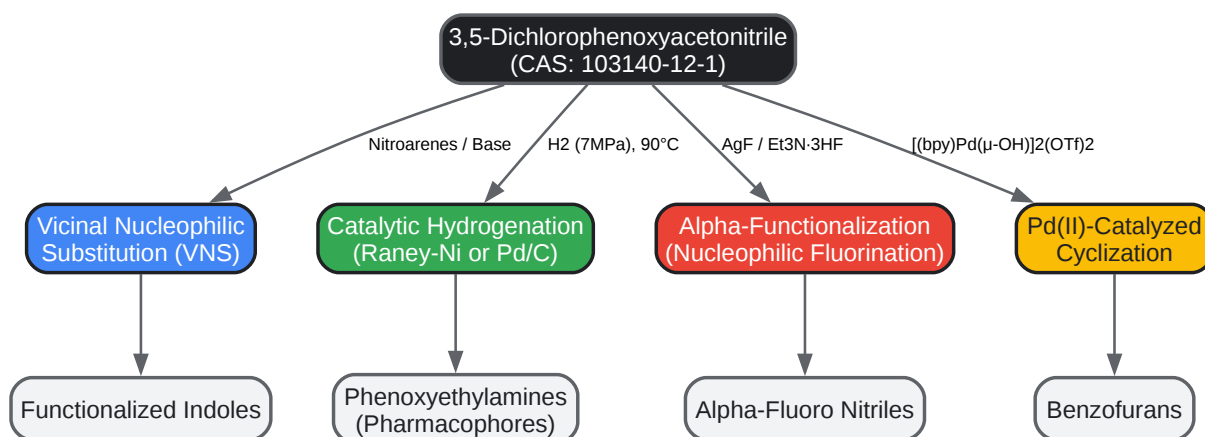 3,5-Dichlorophenoxyacetonitrile
(CAS: 103140-12-1)
Nitroarenes / Base
H2 (7MPa), 90°C
AgF / Et3N·3HF
[(bpy)Pd(μ-OH)]2(OTf)2
Vicinal Nucleophilic
Substitution (VNS)
Catalytic Hydrogenation
(Raney-Ni or Pd/C)
Alpha-Functionalization
(Nucleophilic Fluorination)
Pd(II)-Catalyzed
Cyclization
Functionalized Indoles
Phenoxyethylamines
(Pharmacophores)
Alpha-Fluoro Nitriles
Benzofurans